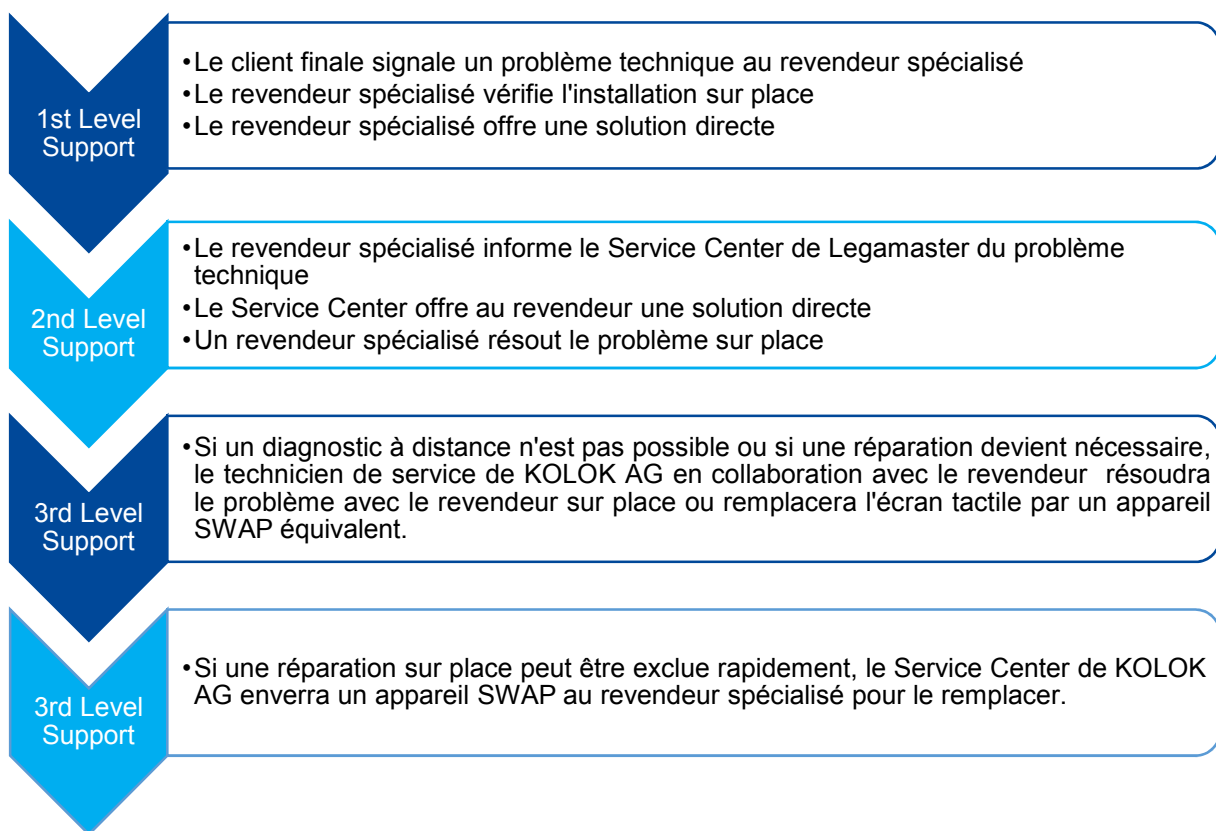 1st Level
Support
•Le client finale signale un problème technique au revendeur spécialisé
•Le revendeur spécialisé vérifie l'installation sur place
•Le revendeur spécialisé offre une solution directe
2nd Level
Support
•Le revendeur spécialisé informe le Service Center de Legamaster du problème
technique
•Le Service Center offre au revendeur une solution directe
•Un revendeur spécialisé résout le problème sur place
3rd Level
Support
•Si un diagnostic à distance n'est pas possible ou si une réparation devient nécessaire,
le technicien de service de KOLOK AG en collaboration avec le revendeur  résoudra
le problème avec le revendeur sur place ou remplacera l'écran tactile par un appareil
SWAP équivalent.
3rd Level
Support
•Si une réparation sur place peut être exclue rapidement, le Service Center de KOLOK
AG enverra un appareil SWAP au revendeur spécialisé pour le remplacer.